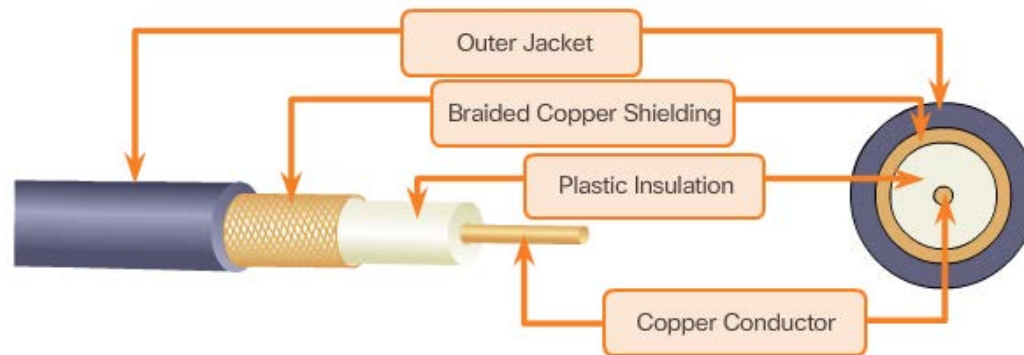 Outer Jacket
Braided Copper Shielding
Plastic Insulation
Copper Conductor